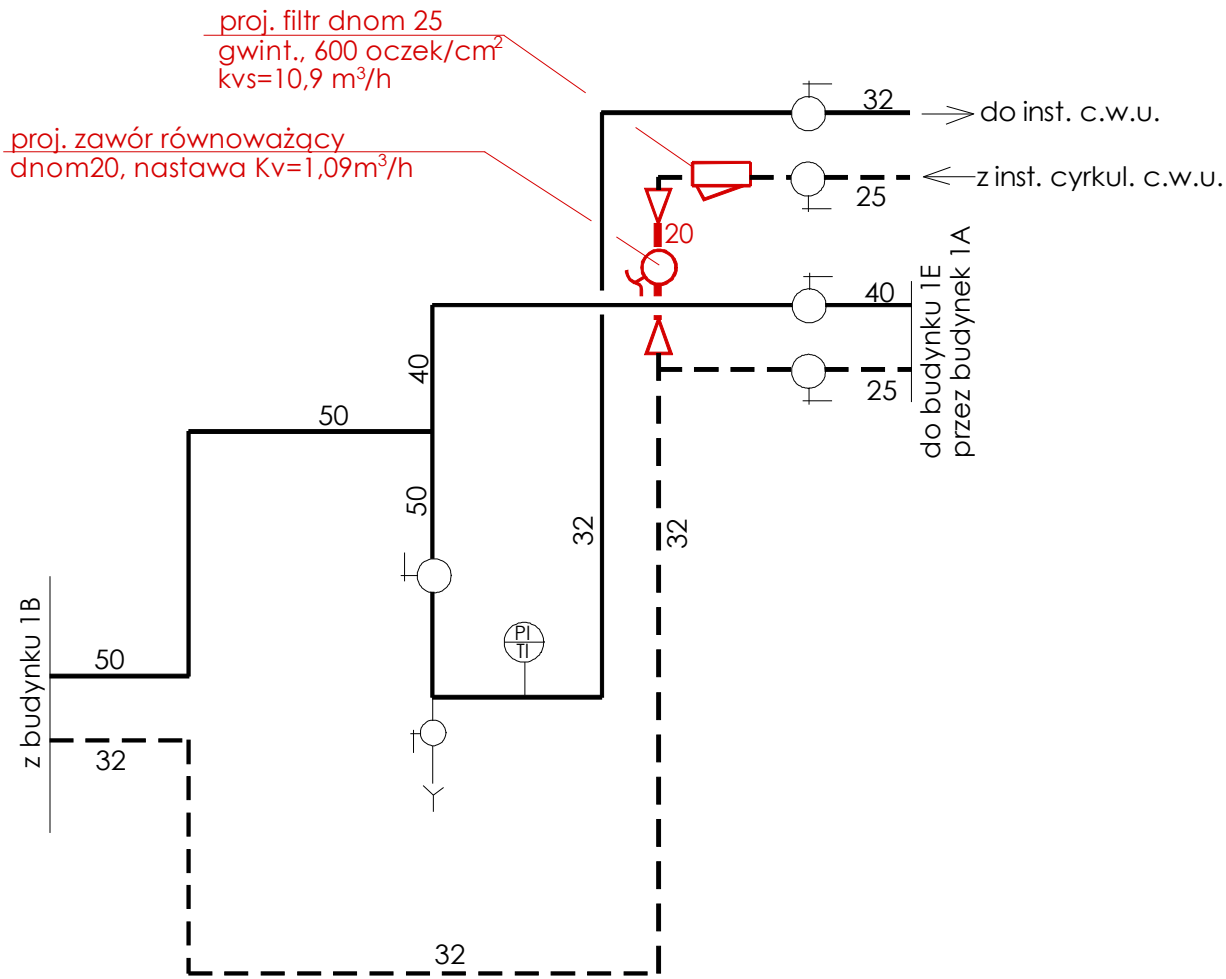 proj. filtr dnom 25
gwint., 600 oczek/cm²
kvs=10,9 m³/h
32
do inst. c.w.u.
proj. zawór równoważący
dnom20, nastawa Kv=1,09m³/h
z inst. cyrkul. c.w.u.
25
20
40
do budynku 1E
przez budynek 1A
40
25
50
50
32
32
z budynku 1B
PI
TI
50
32
32